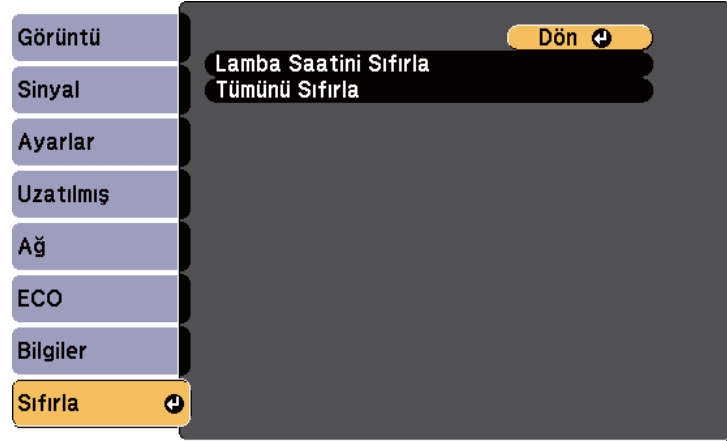 Görüntü
Sinyal
Ayarlar
Uzatılmış
Ağ
ECO
Bilgiler
Sıfırla
Dön
Lamba Saatini Sıfırla
Tümünü Sıfırla